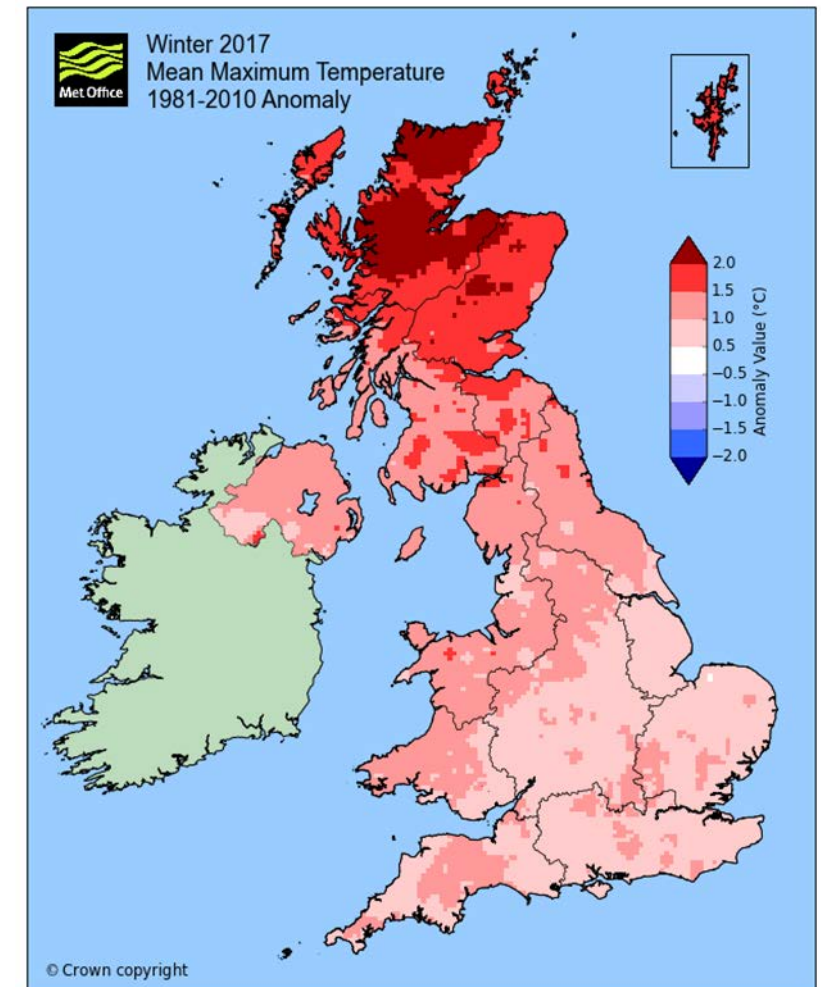 Met Office
Winter 2017
Mean Maximum Temperature
1981-2010 Anomaly
2.0
1.5
1.0
0.5
−0.5
−1.0
−1.5
−2.0
Anomaly Value (°C)
© Crown copyright